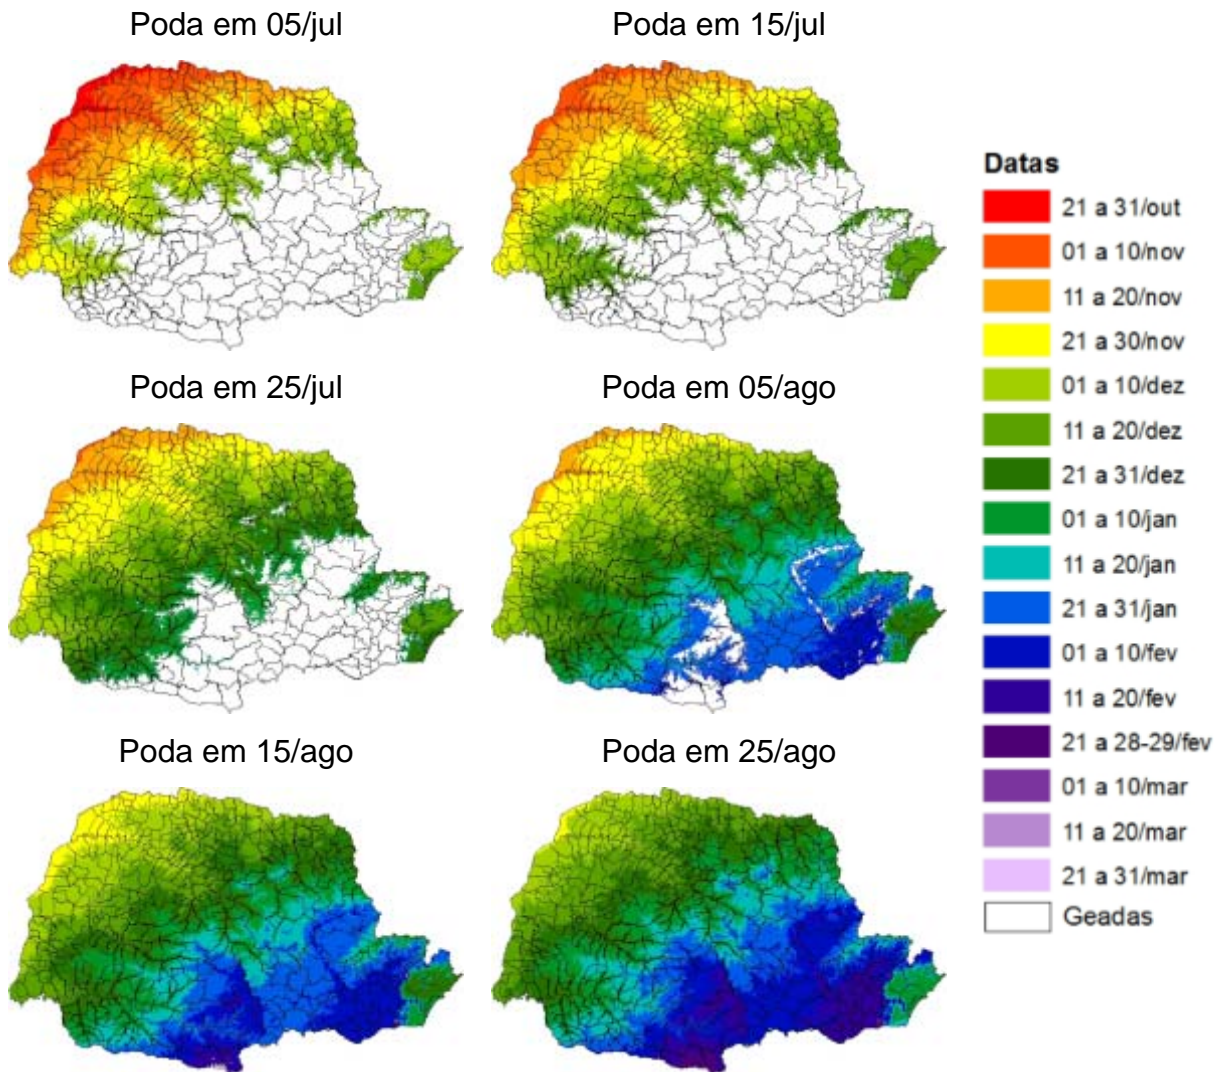 Poda em 05/jul
Poda em 15/jul
Poda em 25/jul
Poda em 05/ago
Poda em 15/ago
Poda em 25/ago
Datas
21 a 31/out
01 a 10/nov
11 a 20/nov
21 a 30/nov
01 a 10/dez
11 a 20/dez
21 a 31/dez
01 a 10/jan
11 a 20/jan
21 a 31/jan
01 a 10/fev
11 a 20/fev
21 a 28-29/fev
01 a 10/mar
11 a 20/mar
21 a 31/mar
Geadas